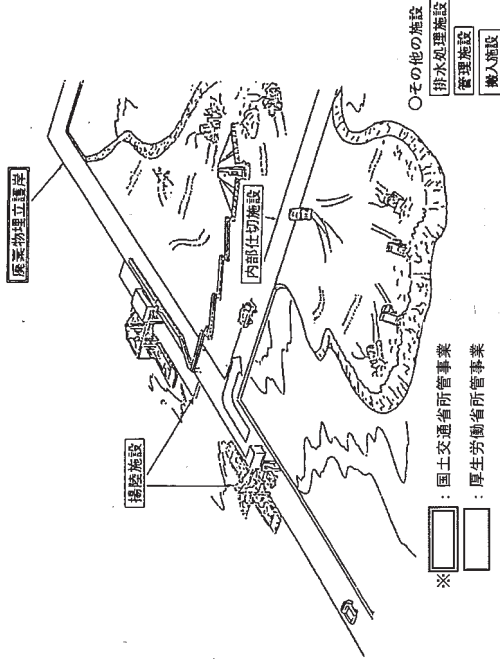 廃棄物埋立護岸
揚陸施設
内部仕切施設
○その他の施設
排水処理施設
管理施設
搬入施設
※ : 国土交通省所管事業
: 厚生労働省所管事業